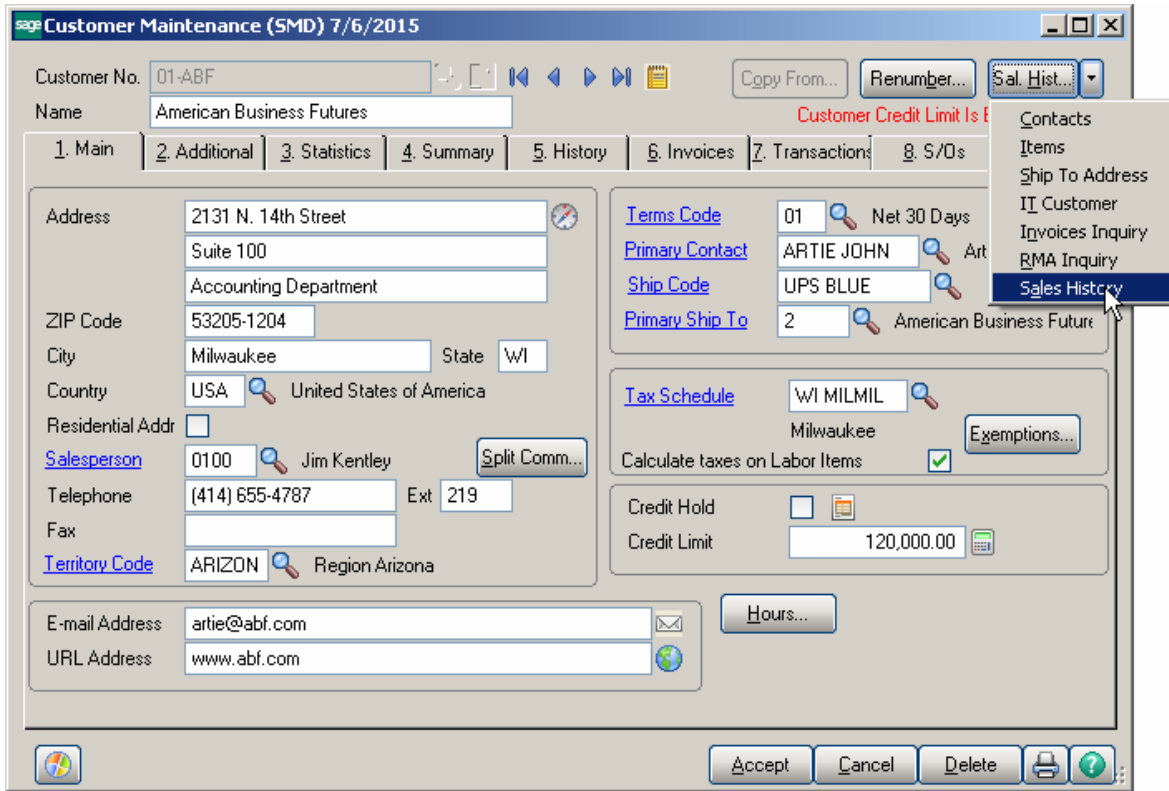 sage Customer Maintenance (SMD) 7/6/2015
Customer No. 01-ABF Copy From... Renumber... Sal. Hist...
Name American Business Futures Customer Credit Limit Is
Contacts
Items
Ship To Address
IT Customer
Invoices Inquiry
RMA Inquiry
Sales History
1. Main 2. Additional 3. Statistics 4. Summary 5. History 6. Invoices 7. Transactions 8. S/Os
Address 2131 N. 14th Street
Suite 100
Accounting Department
ZIP Code 53205-1204
City Milwaukee State WI
Country USA United States of America
Residential Addr
Salesperson 0100 Jim Kentley Split Comm...
Telephone (414) 655-4787 Ext 219
Fax
Territory Code ARIZON Region Arizona
Terms Code 01 Net 30 Days
Primary Contact ARTIE JOHN Art
Ship Code UPS BLUE
Primary Ship To 2 American Business Future
Tax Schedule WI MILMIL
Milwaukee Exemptions...
Calculate taxes on Labor Items
Credit Hold
Credit Limit 120,000.00
E-mail Address artie@abf.com
URL Address www.abf.com
Hours...
Accept Cancel Delete